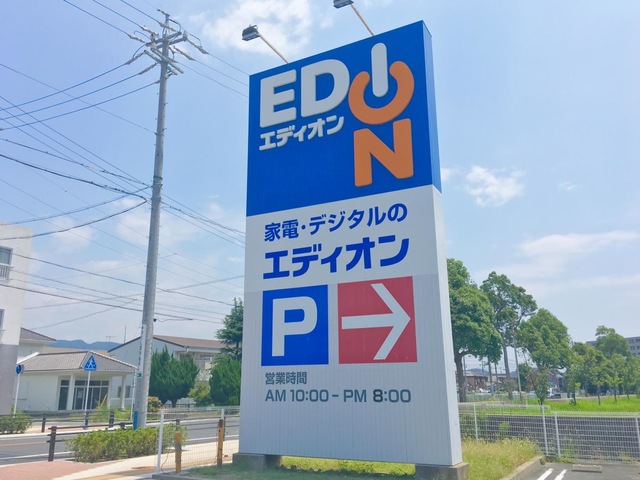 EDION
エディオン
家電・デジタルの
エディオン
P
営業時間
AM 10:00 - PM 8:00